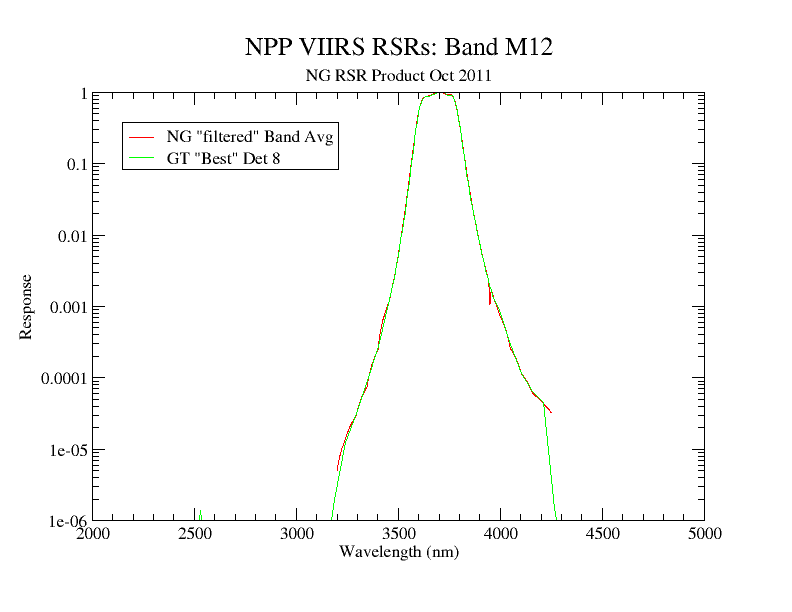 NPP VIIRS RSRs: Band M12
NG RSR Product Oct 2011
1
0.1
0.01
0.001
0.0001
1e-05
1e-06
Response
NG "filtered" Band Avg
GT "Best" Det 8
2000 2500 3000 3500 4000 4500 5000
Wavelength (nm)